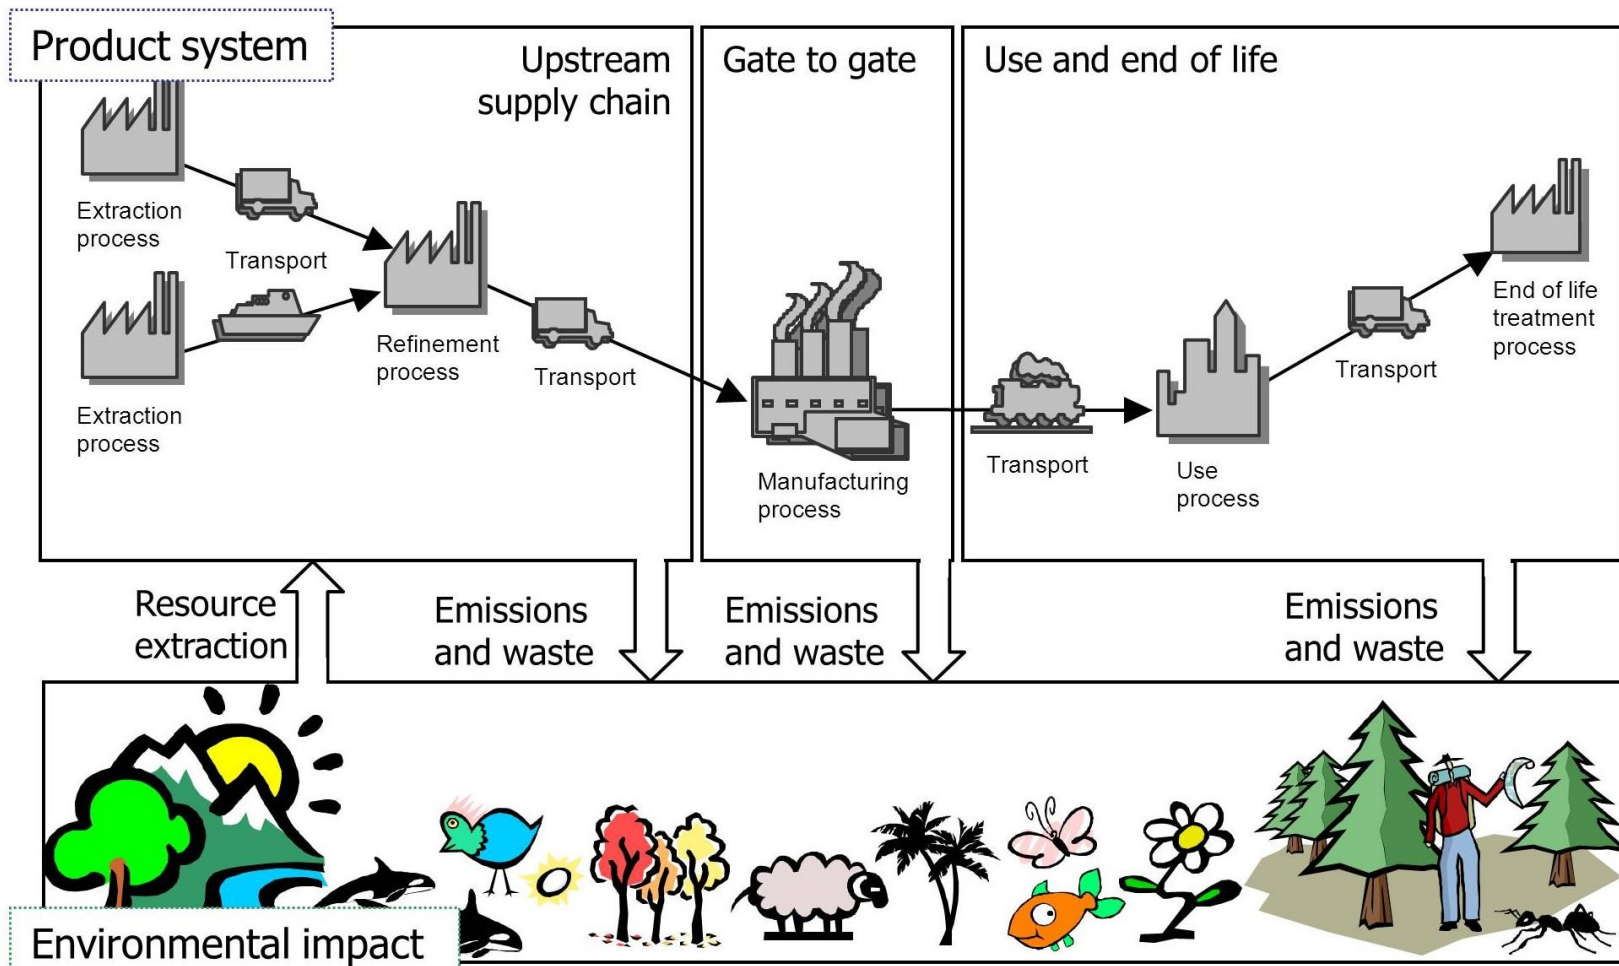 Product system
Upstream
supply chain
Gate to gate
Use and end of life
Extraction
process
Transport
Extraction
process
Refinement
process
Transport
Manufacturing
process
Transport
Use
process
Transport
End of life
treatment
process
Resource
extraction
Emissions
and waste
Emissions
and waste
Emissions
and waste
Environmental impact